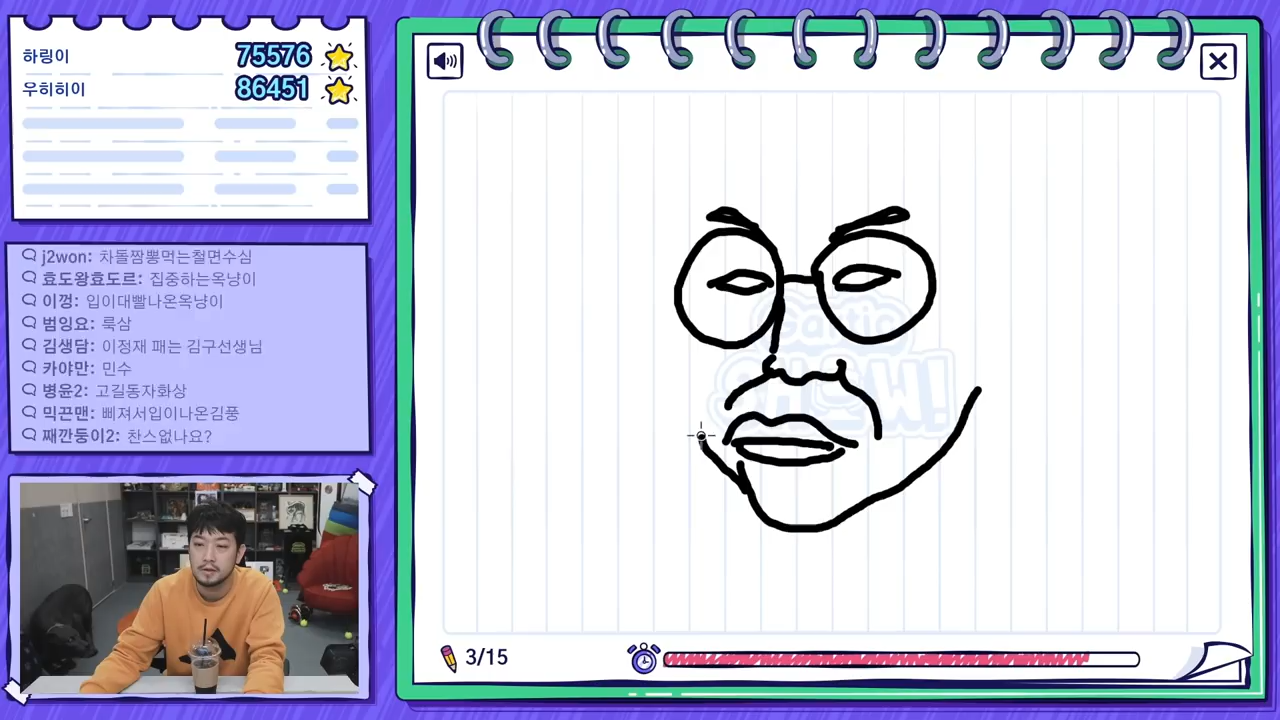 하링이 75576
우히히이 86451
j2won: 차돌짬뽕먹는철면수심
효도왕효도르: 집중하는옥냥이
이껑: 입이대빨나온옥냥이
범잉요: 룩삼
김생담: 이정재 패는 김구선생님
카야만: 민수
병윤2: 고길동자화상
믹끈맨: 삐져서입이나온김풍
째깐둥이2: 찬스없나요?
Gartic
SHOW!
3/15